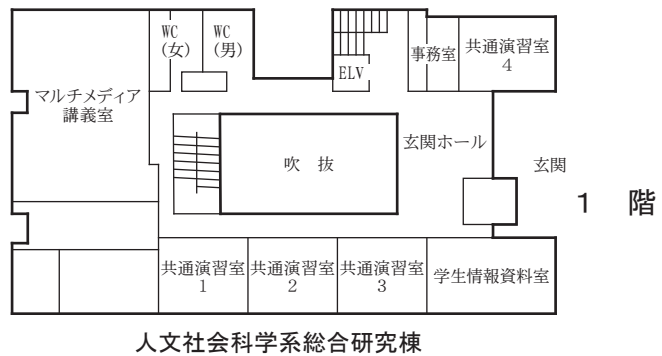 WC
(女)
WC
(男)
ELV
事務室
共通演習室
4
マルチメディア
講義室
吹 抜
玄関ホール
玄関
1 階
共通演習室
1
共通演習室
2
共通演習室
3
学生情報資料室
人文社会科学系総合研究棟